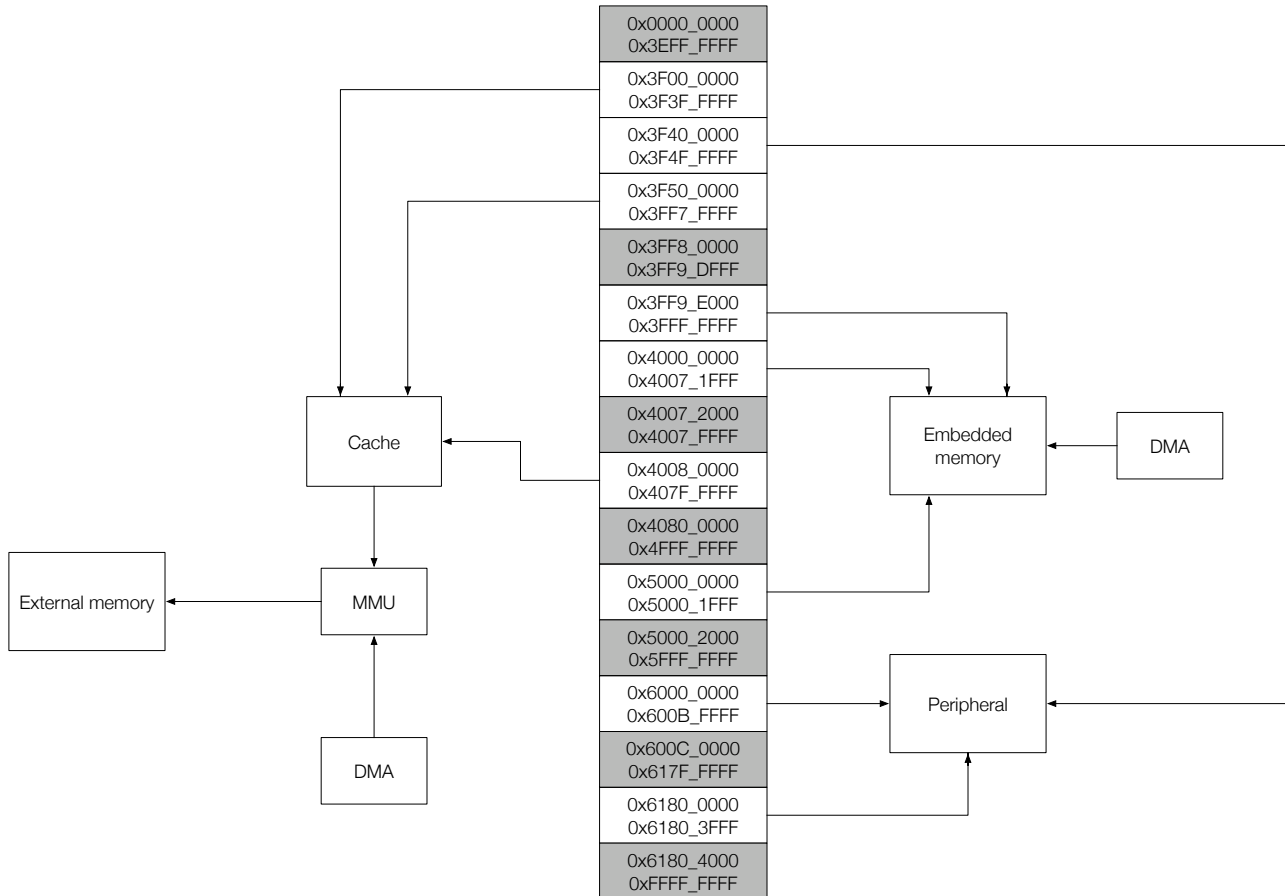 0x0000_0000
0x3EFF_FFFF
0x3F00_0000
0x3F3F_FFFF
0x3F40_0000
0x3F4F_FFFF
0x3F50_0000
0x3FF7_FFFF
0x3FF8_0000
0x3FF9_DFFF
0x3FF9_E000
0x3FFF_FFFF
0x4000_0000
0x4007_1FFF
0x4007_2000
0x4007_FFFF
0x4008_0000
0x407F_FFFF
0x4080_0000
0x4FFF_FFFF
0x5000_0000
0x5000_1FFF
0x5000_2000
0x5FFF_FFFF
0x6000_0000
0x600B_FFFF
0x600C_0000
0x617F_FFFF
0x6180_0000
0x6180_3FFF
0x6180_4000
0xFFFF_FFFF
Cache
External memory
MMU
DMA
Embedded
memory
DMA
Peripheral